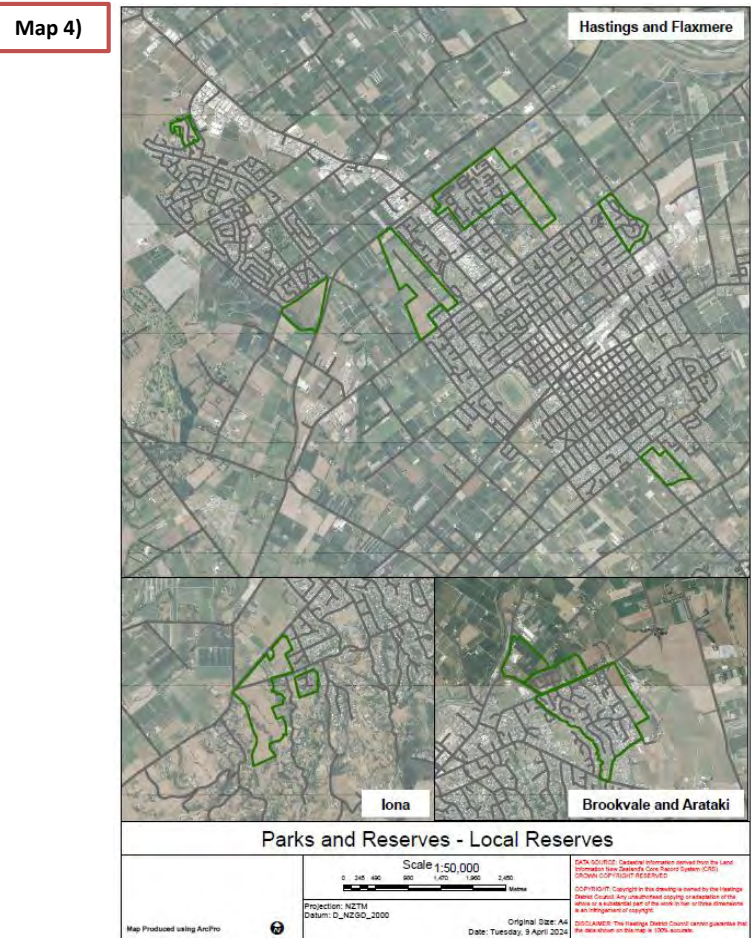 Map 4)
Hastings and Flaxmere
Iona
Brookvale and Arataki
Parks and Reserves - Local Reserves
Scale 1:50,000
0 245 490 980 1,470 1,960 2,450
Metres
Projection: NZTM
Datum: D_NZGD_2000
Original Size: A4
Date: Tuesday, 9 April 2024
Map Produced using ArcPro
DATA SOURCE: Cadastral information derived from the Land
Information New Zealand's Core Record System (CRS)
CROWN COPYRIGHT RESERVED
COPYRIGHT: Copyright in this drawing is owned by the Hastings
District Council. Any unauthorised copying or adaptation of the
whole or a substantial part of the work in two or three dimensions
is an infringement of copyright.
DISCLAIMER: The Hastings District Council cannot guarantee that
the data shown on this map is 100% accurate.